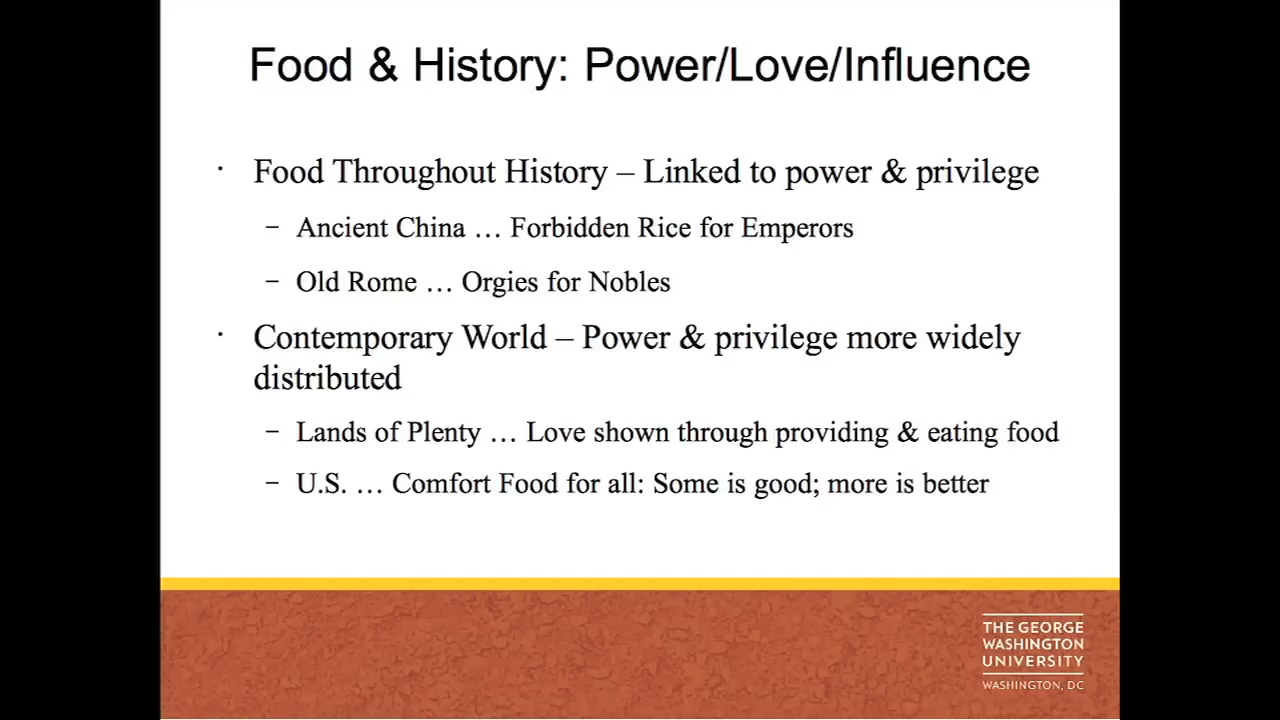 Food & History: Power/Love/Influence
· Food Throughout History – Linked to power & privilege
– Ancient China … Forbidden Rice for Emperors
– Old Rome … Orgies for Nobles
· Contemporary World – Power & privilege more widely
distributed
– Lands of Plenty … Love shown through providing & eating food
– U.S. … Comfort Food for all: Some is good; more is better
THE GEORGE
WASHINGTON
UNIVERSITY
WASHINGTON, DC